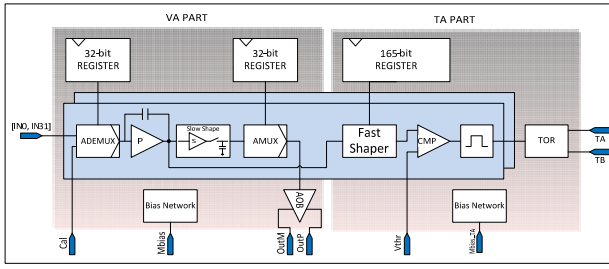 VA PART
TA PART
32-bit
REGISTER
32-bit
REGISTER
165-bit
REGISTER
[IN0, IN31]
ADEMUX
P
Slow Shape
S
AMUX
Fast
Shaper
CMP
TOR
TA
TB
AOB
Bias Network
Bias Network
Cal
Mbias
OutM
OutP
Vthr
Mbias_TA